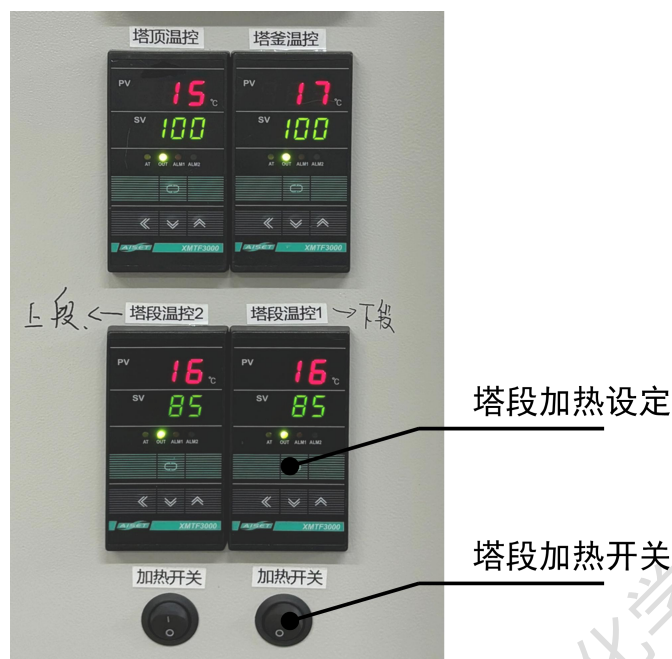 塔顶温控 塔釜温控
PV 15 ℃ PV 17 ℃
SV 100 SV 100
AT OUT ALM1 ALM2 AT OUT ALM1 ALM2
XMTF3000 XMTF3000
上段 ← 塔段温控2 塔段温控1 → 下段
PV 16 ℃ PV 16 ℃
SV 85 SV 85
塔段加热设定
AT OUT ALM1 ALM2 AT OUT ALM1 ALM2
XMTF3000 XMTF3000
塔段加热开关
加热开关 加热开关
化学